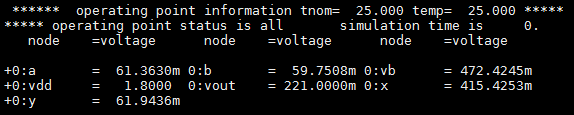 ****** operating point information tnom= 25.000 temp= 25.000 *****
***** operating point status is all simulation time is 0.
node =voltage node =voltage node =voltage
+0:a = 61.3630m 0:b = 59.7508m 0:vb = 472.4245m
+0:vdd = 1.8000 0:vout = 221.0000m 0:x = 415.4253m
+0:y = 61.9436m